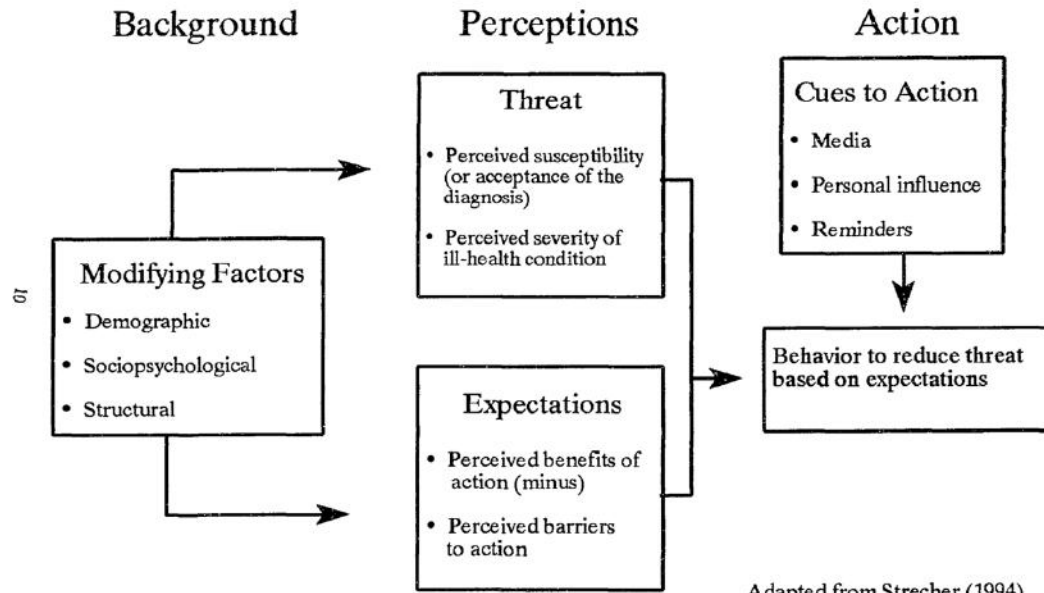 Background
Perceptions
Action
Modifying Factors
• Demographic
• Sociopsychological
• Structural
Threat
• Perceived susceptibility
(or acceptance of the
diagnosis)
• Perceived severity of
ill-health condition
Expectations
• Perceived benefits of
action (minus)
• Perceived barriers
to action
Cues to Action
• Media
• Personal influence
• Reminders
Behavior to reduce threat
based on expectations
10
Adapted from Strecher (1994)